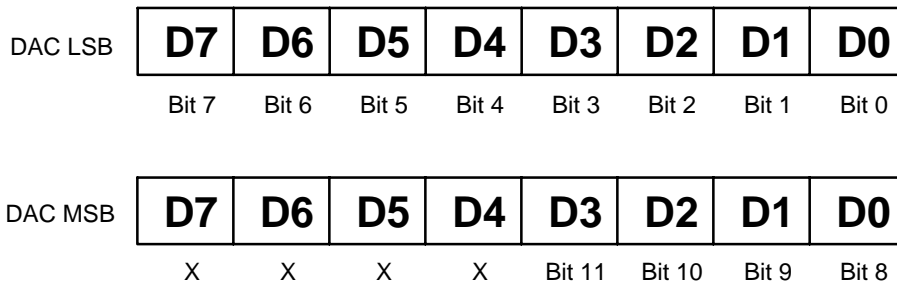 DAC LSB D7 D6 D5 D4 D3 D2 D1 D0
Bit 7 Bit 6 Bit 5 Bit 4 Bit 3 Bit 2 Bit 1 Bit 0
DAC MSB D7 D6 D5 D4 D3 D2 D1 D0
X X X X Bit 11 Bit 10 Bit 9 Bit 8